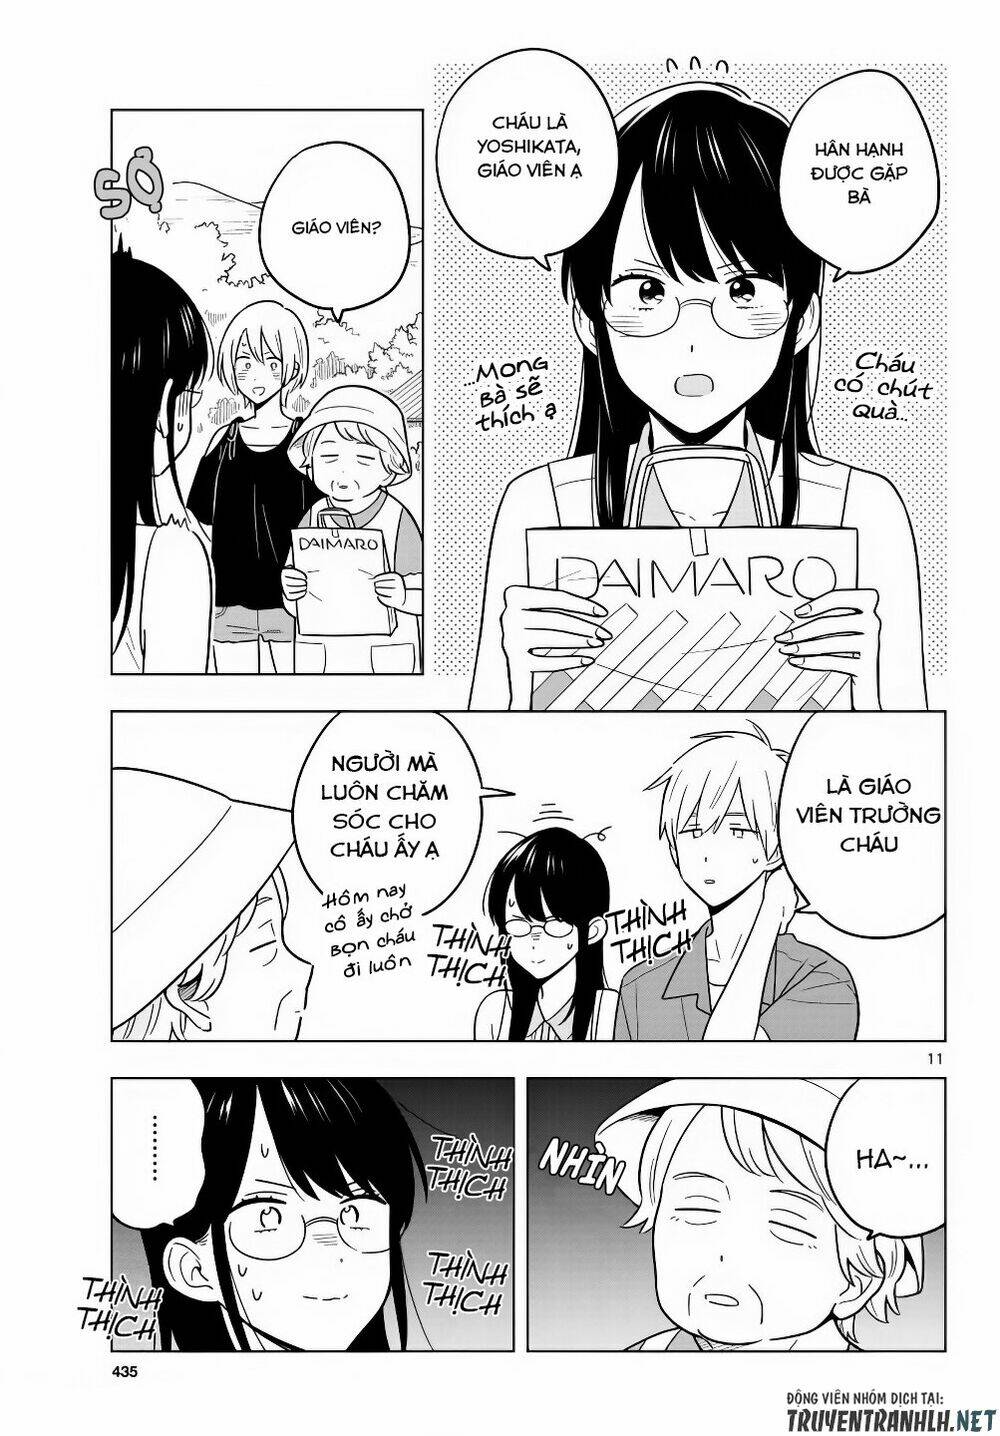 HÂN HẠNH
ĐƯỢC GẶP
BÀ
CHÁU LÀ
YOSHIKATA,
GIÁO VIÊN Ạ
Cháu
có chút
quà..
...Mong
bà sẽ
thích ạ
DAIMARO
GIÁO VIÊN?
SỢ
DAIMARO
LÀ GIÁO
VIÊN TRƯỜNG
CHÁU
NGƯỜI MÀ
LUÔN CHĂM
SÓC CHO
CHÁU ẤY Ạ
Hôm nay
cô ấy chở
bọn cháu
đi luôn
THÌNH
THỊCH
THÌNH
THỊCH
11
HA~...
NHÌN
.........
THÌNH
THỊCH
THÌNH
THỊCH
THÌNH
THỊCH
435
ĐỘNG VIÊN NHÓM DỊCH TẠI:
TRUYENTRANHLH.NET